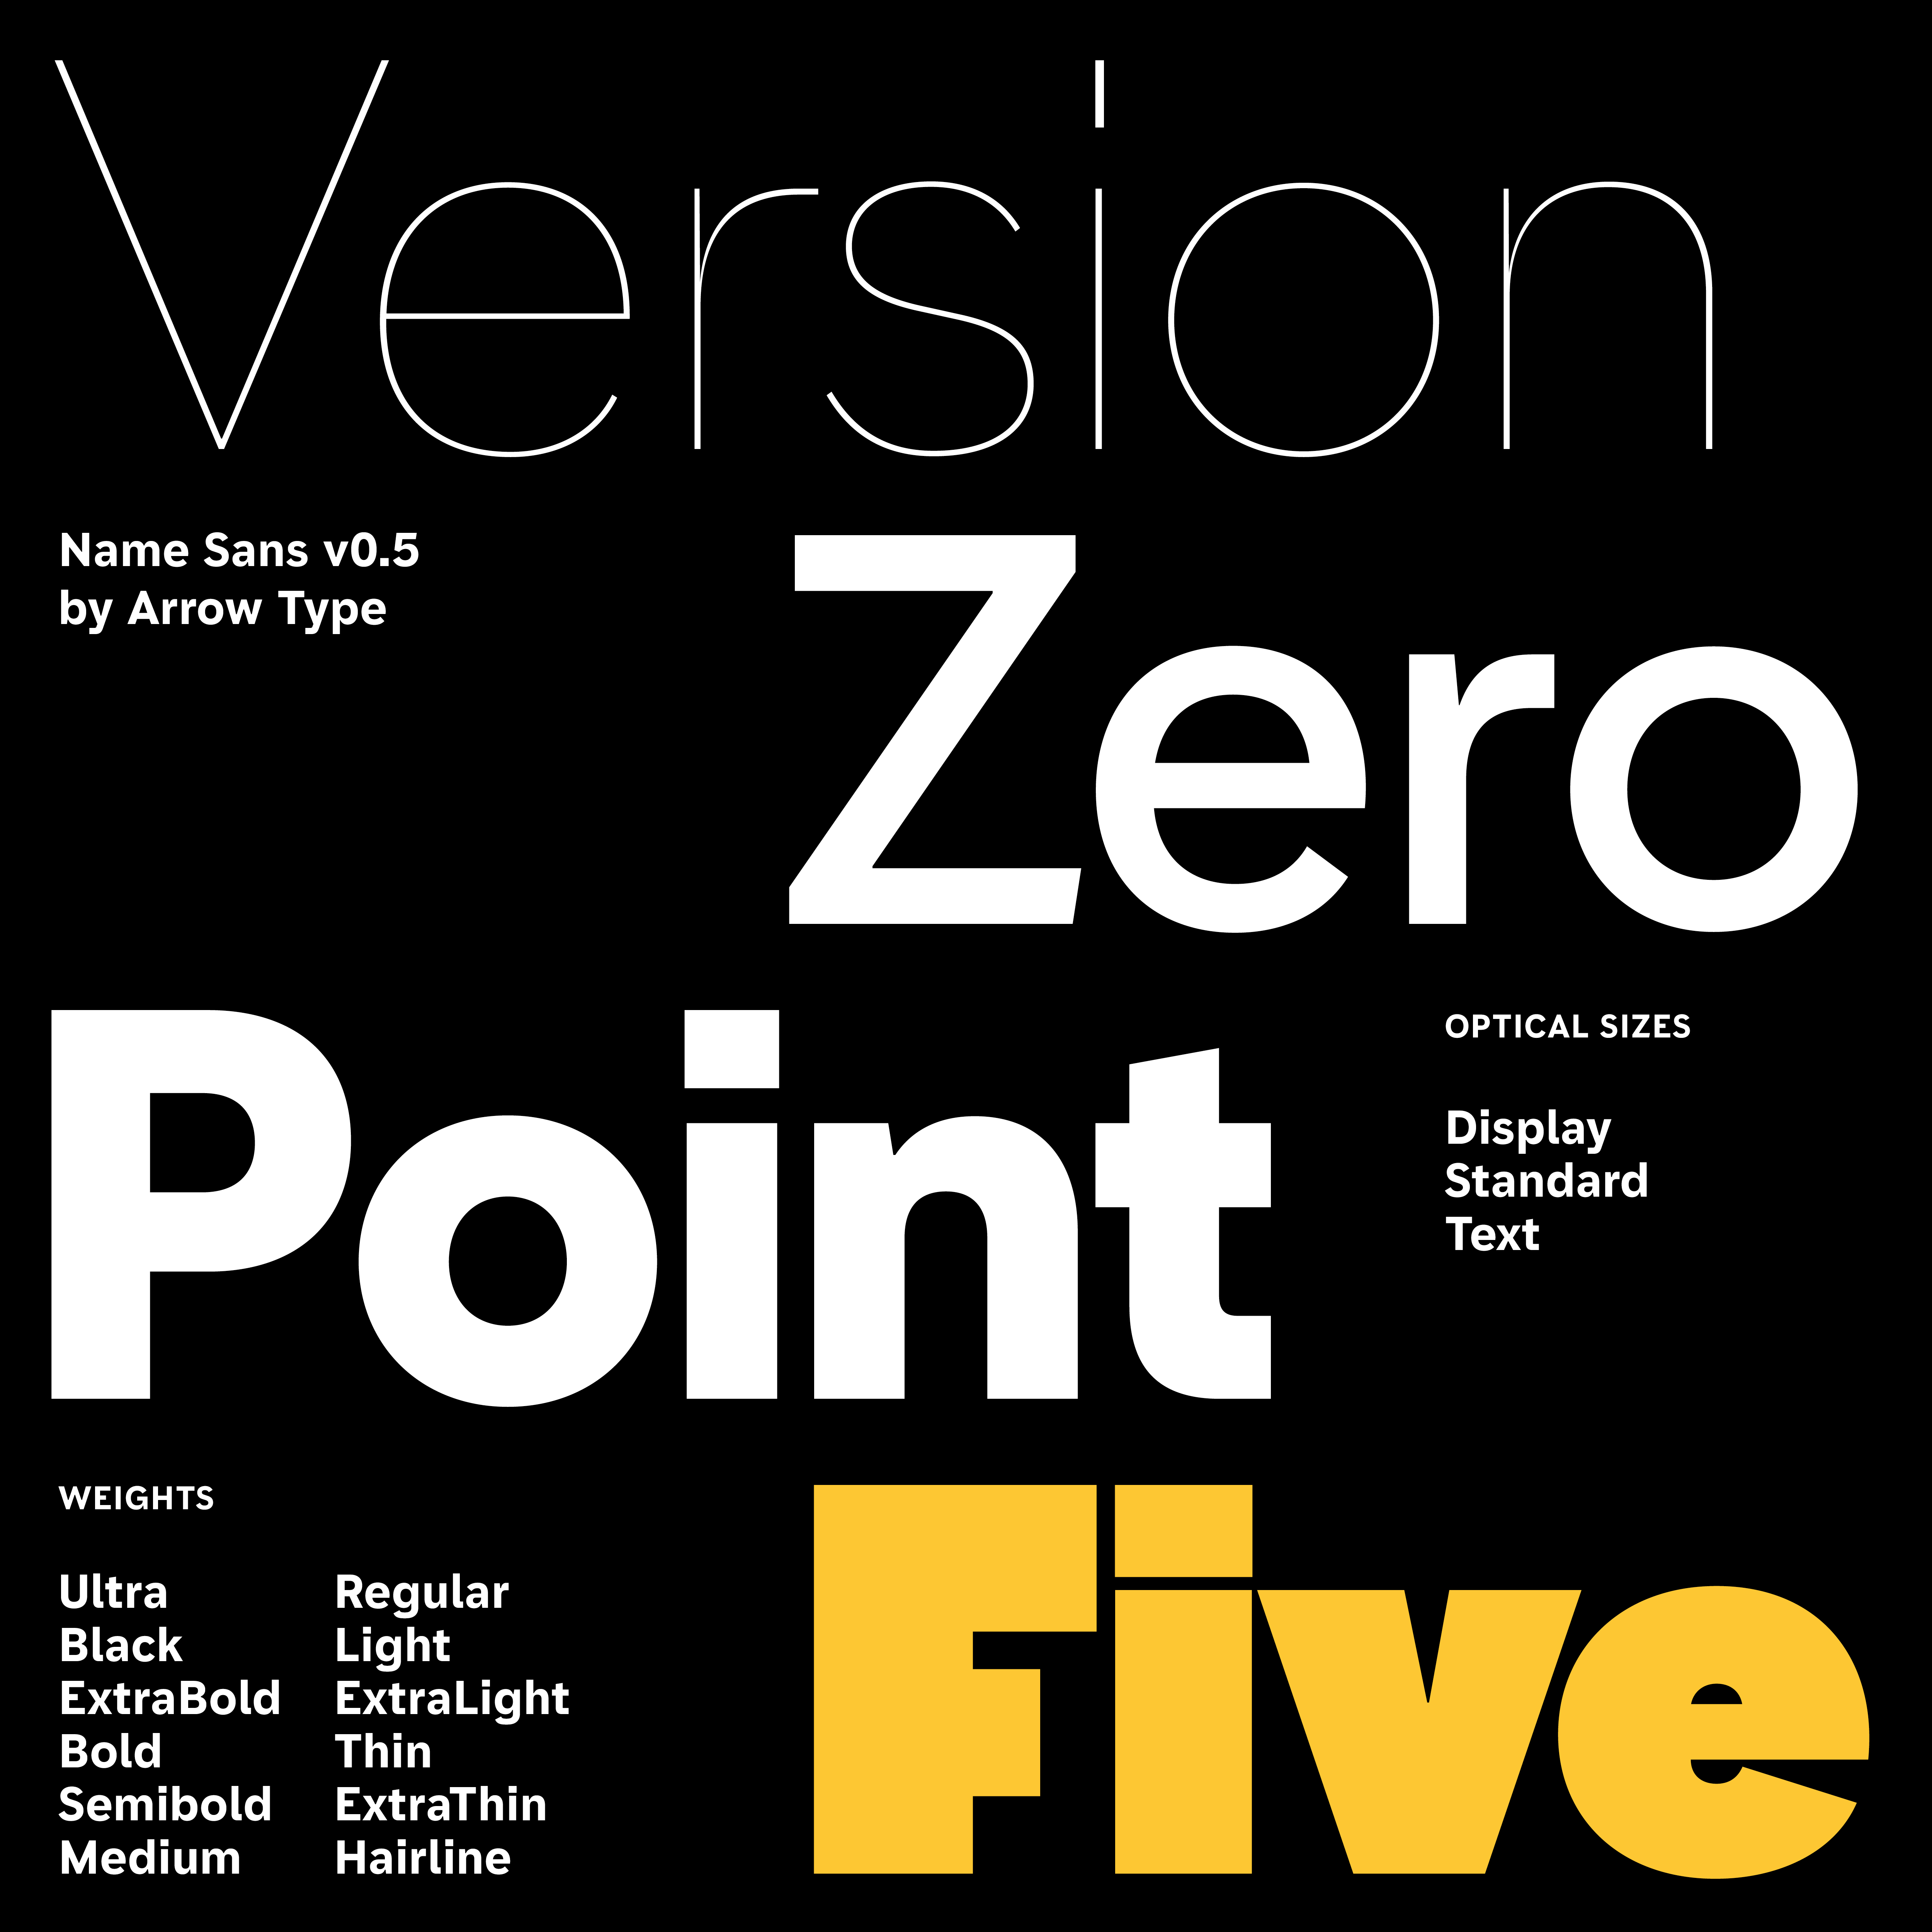 Version
Name Sans v0.5
by Arrow Type
Zero
Point
OPTICAL SIZES
Display
Standard
Text
WEIGHTS
Ultra
Black
ExtraBold
Bold
Semibold
Medium
Regular
Light
ExtraLight
Thin
ExtraThin
Hairline
Five